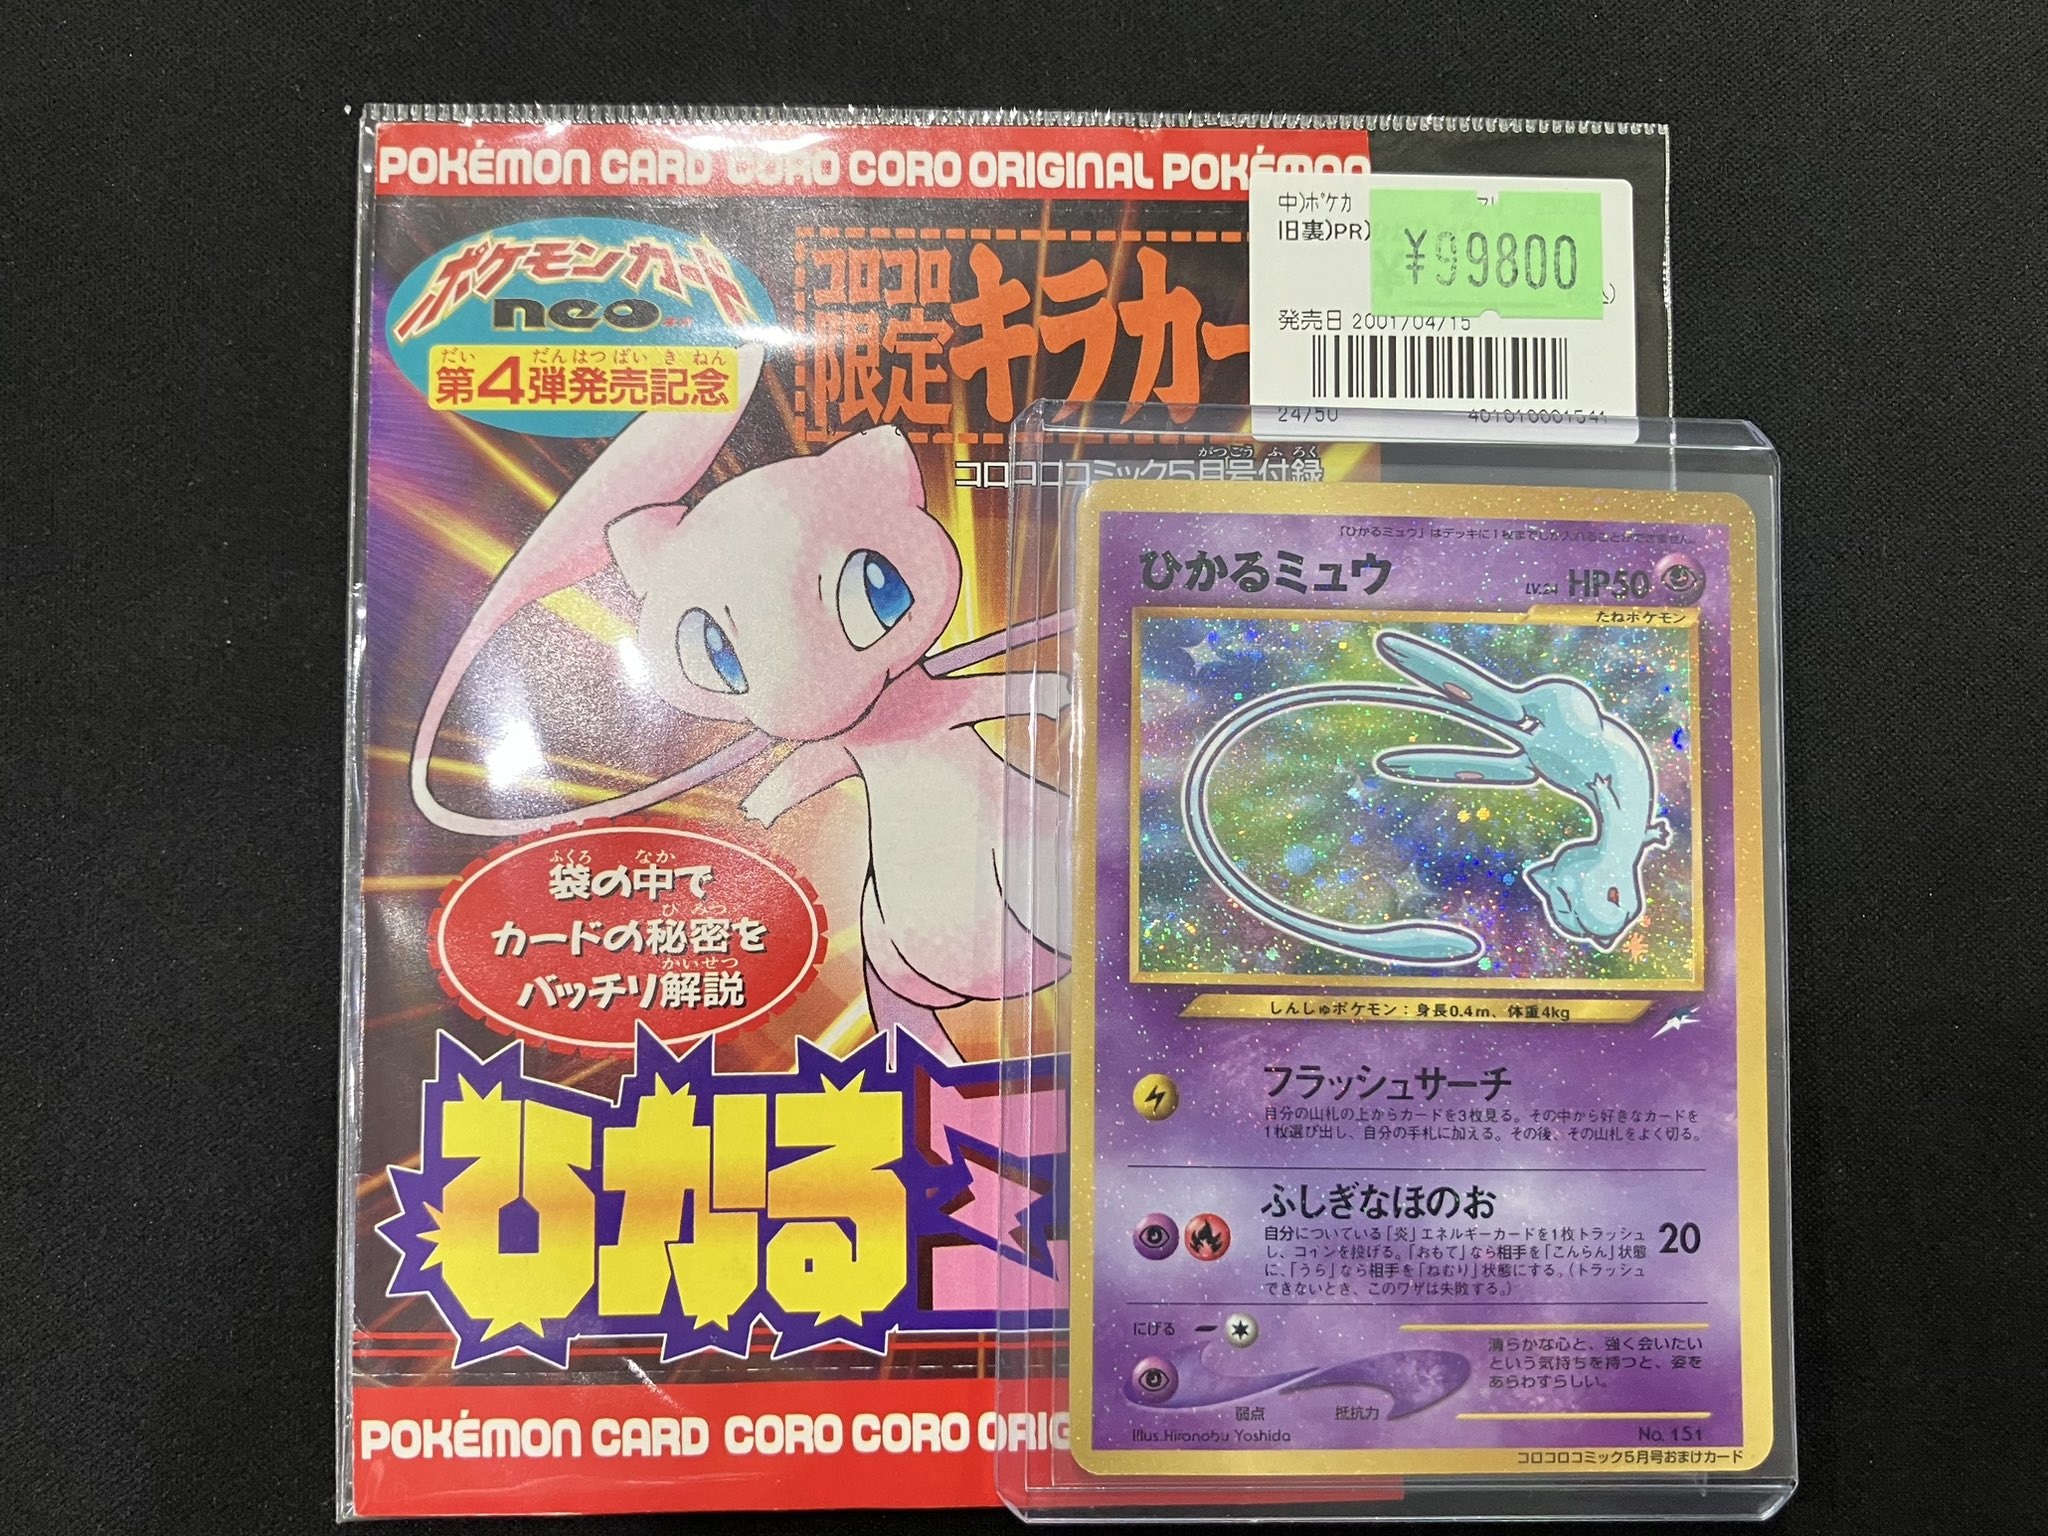 POKÉMON CARD CORO CORO ORIGINAL POKÉMON
ポケモンカード
neo
ネオ
だい だんはつばい き ねん
第4弾発売記念
コロコロ
限定
キラカー
がつごう ふろく
コロコロコミック5月号付録
中)ポケカ
旧裏)PR)
¥99800
発売日 2001/04/15
24/50
401010001541
ふくろ なか
袋の中で
ひ みつ
カードの秘密を
かいせつ
バッチリ解説
ひかる
POKÉMON CARD CORO CORO ORIG
「ひかるミュウ」はデッキに1枚までしか入れることができません。
ひかるミュウ
LV.24 HP50
たねポケモン
しんしゅポケモン：身長0.4m、体重4kg
フラッシュサーチ
自分の山札の上からカードを3枚見る。その中から好きなカードを
1枚選び出し、自分の手札に加える。その後、その山札をよく切る。
ふしぎなほのお
20
自分についている「炎」エネルギーカードを1枚トラッシュ
し、コインを投げる。「おもて」なら相手を「こんらん」状態
に、「うら」なら相手を「ねむり」状態にする。（トラッシュ
できないとき、このワザは失敗する。）
にげる
清らかな心と、強く会いたい
という気持ちを持つと、姿を
あらわすらしい。
弱点
抵抗力
Illus.Hironobu Yoshida
No. 151
コロコロコミック5月号おまけカード